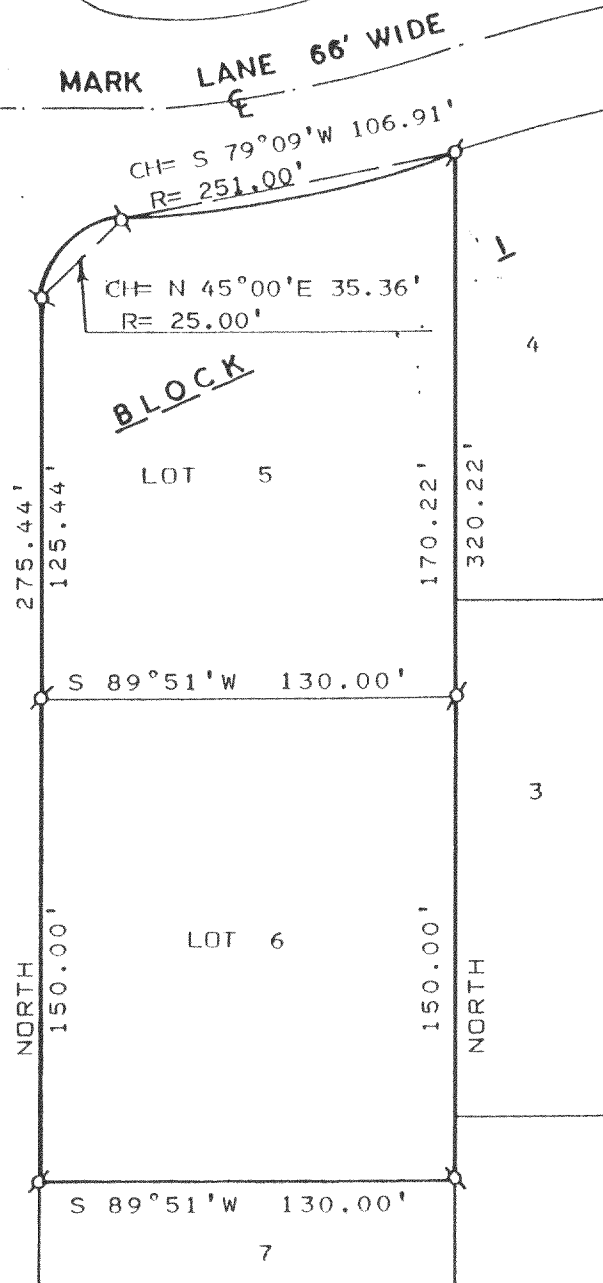 MARK LANE 66' WIDE
℄
CH= S 79°09'W 106.91'
R= 251.00'
CH= N 45°00'E 35.36'
R= 25.00'
1
4
BLOCK
LOT 5
275.44'
125.44'
170.22'
320.22'
S 89°51'W 130.00'
3
LOT 6
NORTH
150.00'
150.00'
NORTH
S 89°51'W 130.00'
7